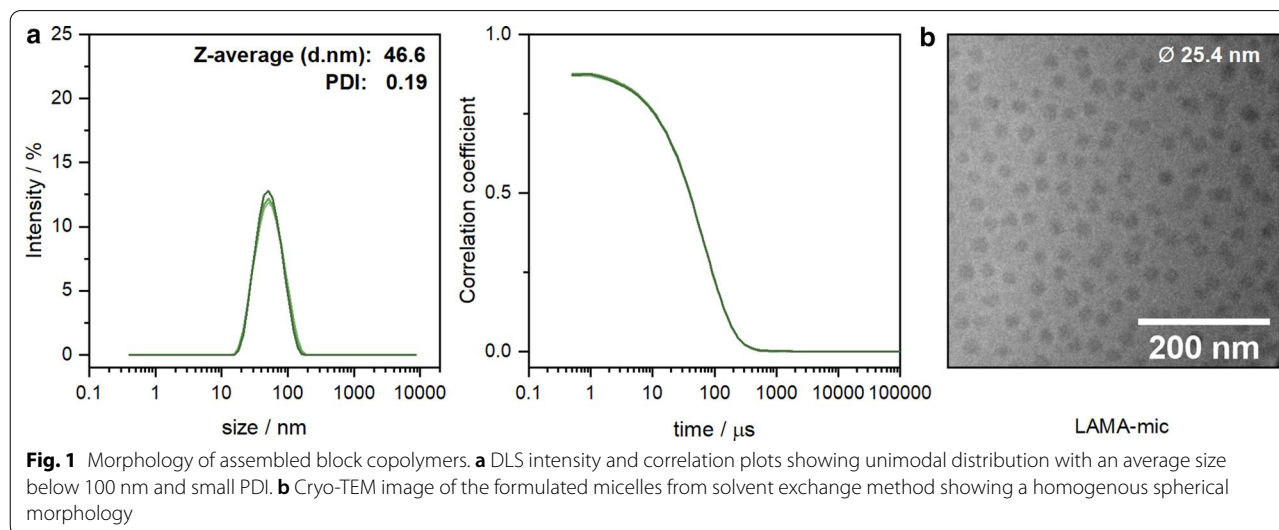 a
25
20
15
10
5
0
Intensity / %
Z-average (d.nm): 46.6
PDI: 0.19
0.1 1 10 100 1000 10000
size / nm
1.0
0.5
0.0
Correlation coefficient
0.1 1 10 100 1000 10000 100000
time / μs
b
Ø 25.4 nm
200 nm
LAMA-mic
Fig. 1 Morphology of assembled block copolymers. a DLS intensity and correlation plots showing unimodal distribution with an average size
below 100 nm and small PDI. b Cryo-TEM image of the formulated micelles from solvent exchange method showing a homogenous spherical
morphology